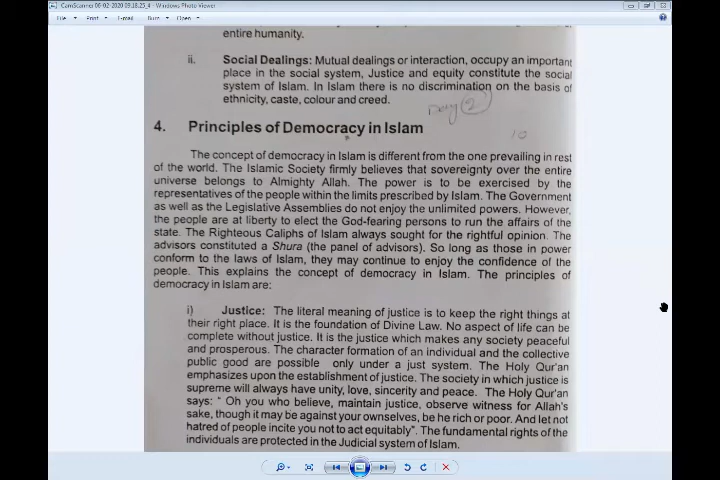 CamScanner 06-02-2020 09.18.25_4 - Windows Photo Viewer
File Print E-mail Burn Open
entire humanity.
ii. Social Dealings: Mutual dealings or interaction, occupy an important
place in the social system, Justice and equity constitute the social
system of Islam. In Islam there is no discrimination on the basis of
ethnicity, caste, colour and creed.
4. Principles of Democracy in Islam
10
The concept of democracy in Islam is different from the one prevailing in rest
of the world. The Islamic Society firmly believes that sovereignty over the entire
universe belongs to Almighty Allah. The power is to be exercised by the
representatives of the people within the limits prescribed by Islam. The Government
as well as the Legislative Assemblies do not enjoy the unlimited powers. However,
the people are at liberty to elect the God-fearing persons to run the affairs of the
state. The Righteous Caliphs of Islam always sought for the rightful opinion. The
advisors constituted a Shura (the panel of advisors). So long as those in power
conform to the laws of Islam, they may continue to enjoy the confidence of the
people. This explains the concept of democracy in Islam. The principles of
democracy in Islam are:
i) Justice: The literal meaning of justice is to keep the right things at
their right place. It is the foundation of Divine Law. No aspect of life can be
complete without justice. It is the justice which makes any society peaceful
and prosperous. The character formation of an individual and the collective
public good are possible only under a just system. The Holy Qur'an
emphasizes upon the establishment of justice. The society in which justice is
supreme will always have unity, love, sincerity and peace. The Holy Qur'an
says: " Oh you who believe, maintain justice, observe witness for Allah's
sake, though it may be against your ownselves, be he rich or poor. And let not
hatred of people incite you not to act equitably". The fundamental rights of the
individuals are protected in the Judicial system of Islam.